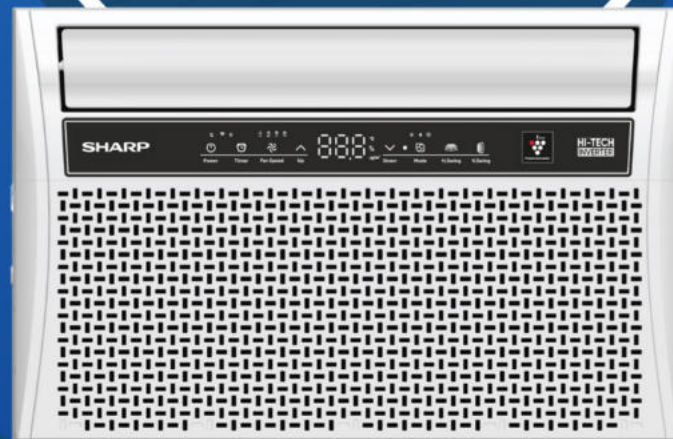 SHARP
Power Timer Fan Speed Up Down Mode H.Swing V.Swing
HI-TECH
INVERTER